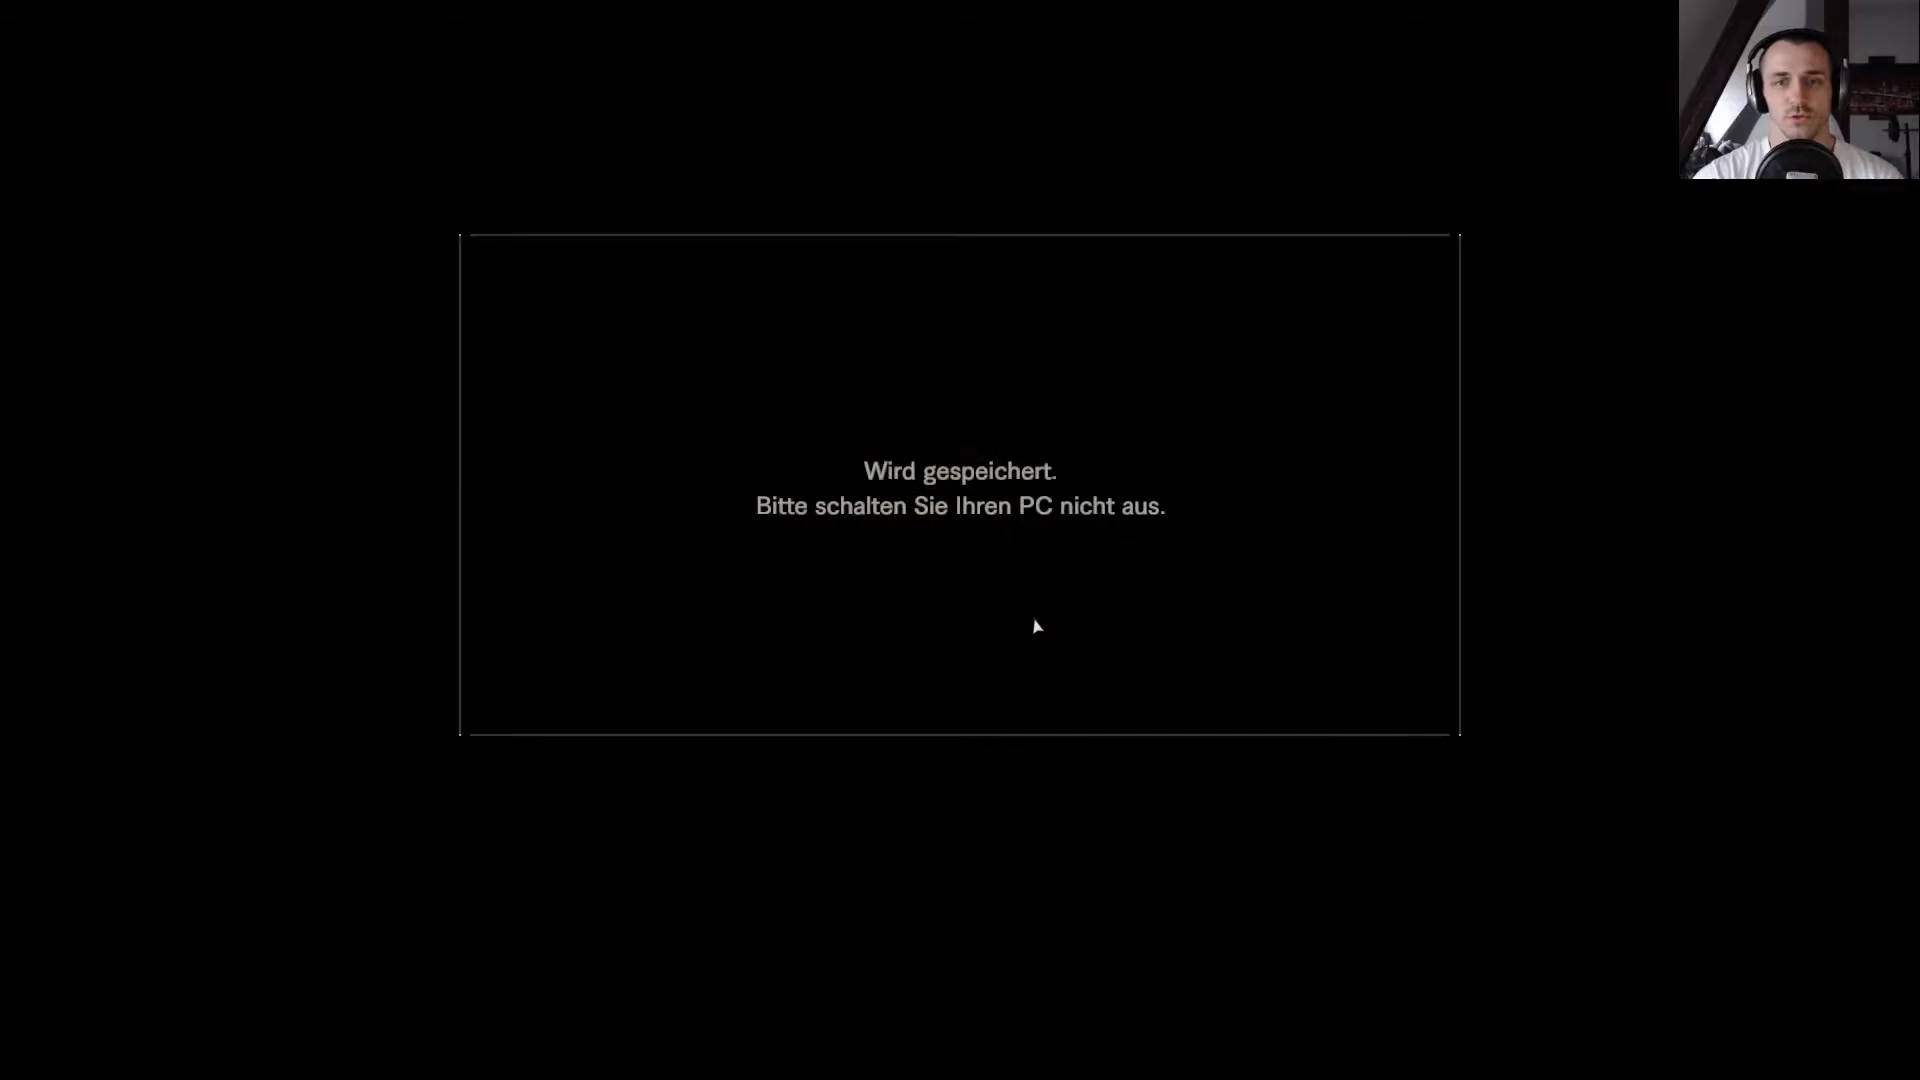 Wird gespeichert.
Bitte schalten Sie Ihren PC nicht aus.